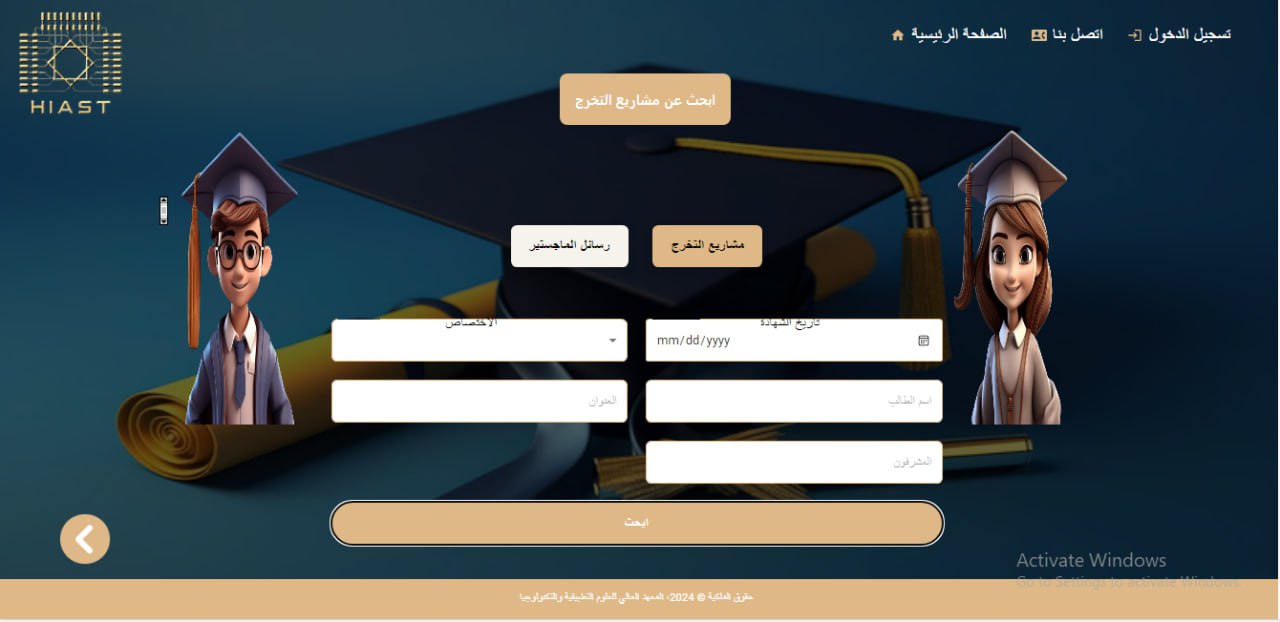 تسجيل الدخول
اتصل بنا
الصفحة الرئيسية
HIAST
ابحث عن مشاريع التخرج
مشاريع التخرج
رسائل الماجستير
تاريخ الشهادة
mm/dd/yyyy
الاختصاص
اسم الطالب
العنوان
المشرفون
ابحث
Activate Windows
Go to Settings to activate Windows.
حقوق الملكية © 2024، المعهد العالي للعلوم التطبيقية والتكنولوجيا